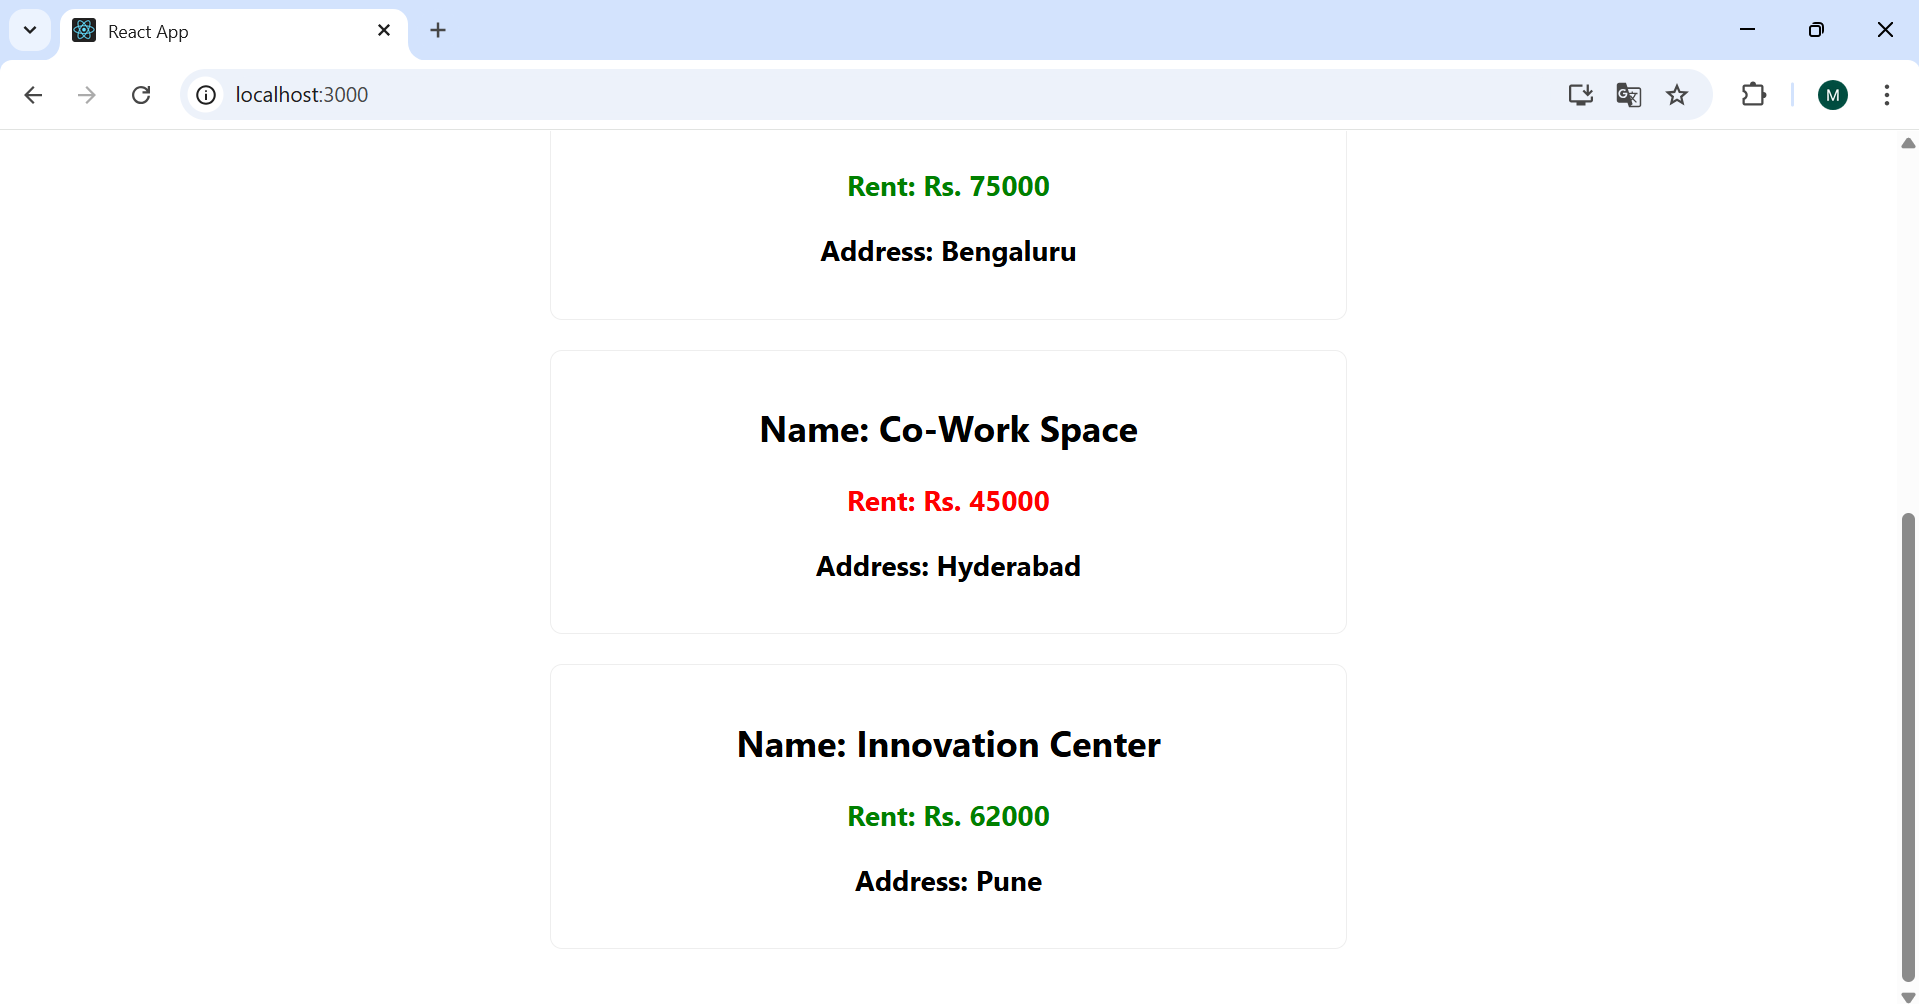 React App
localhost:3000
M
Rent: Rs. 75000
Address: Bengaluru
Name: Co-Work Space
Rent: Rs. 45000
Address: Hyderabad
Name: Innovation Center
Rent: Rs. 62000
Address: Pune